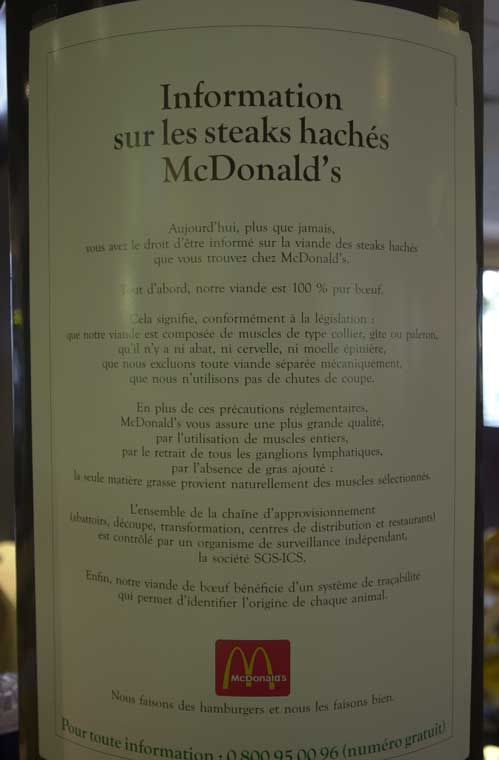 Information
sur les steaks hachés
McDonald's
Aujourd'hui, plus que jamais,
vous avez le droit d'être informé sur la viande des steaks hachés
que vous trouvez chez McDonald's.
Tout d'abord, notre viande est 100 % pur bœuf.
Cela signifie, conformément à la législation :
que notre viande est composée de muscles de type collier, gîte ou paleron,
qu'il n'y a ni abat, ni cervelle, ni moelle épinière,
que nous excluons toute viande séparée mécaniquement,
que nous n'utilisons pas de chutes de coupe.
En plus de ces précautions réglementaires,
McDonald's vous assure une plus grande qualité,
par l'utilisation de muscles entiers,
par le retrait de tous les ganglions lymphatiques,
par l'absence de gras ajouté :
la seule matière grasse provient naturellement des muscles sélectionnés.
L'ensemble de la chaîne d'approvisionnement
(abattoirs, découpe, transformation, centres de distribution et restaurants)
est contrôlé par un organisme de surveillance indépendant,
la société SGS-ICS.
Enfin, notre viande de bœuf bénéficie d'un système de traçabilité
qui permet d'identifier l'origine de chaque animal.
McDonald's
Nous faisons des hamburgers et nous les faisons bien.
Pour toute information : 0 800 95 00 96 (numéro gratuit)